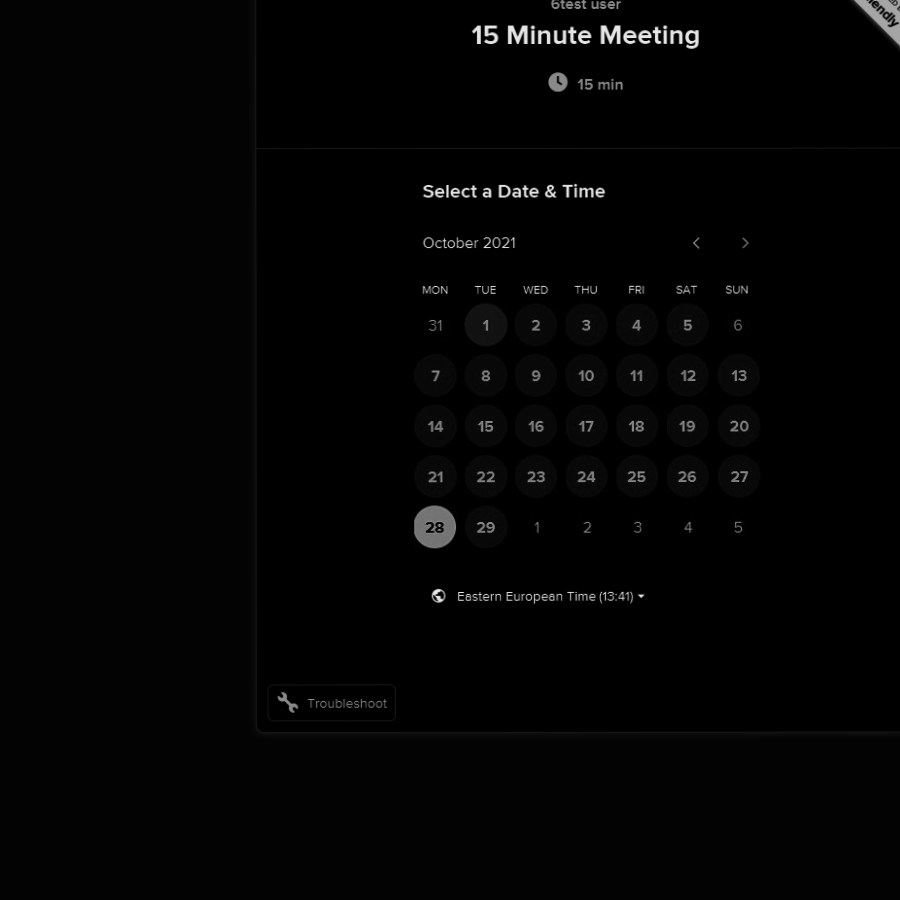 6test user
15 Minute Meeting
15 min
Select a Date & Time
October 2021
MON TUE WED THU FRI SAT SUN
31 1 2 3 4 5 6
7 8 9 10 11 12 13
14 15 16 17 18 19 20
21 22 23 24 25 26 27
28 29 1 2 3 4 5
Eastern European Time (13:41)
Troubleshoot